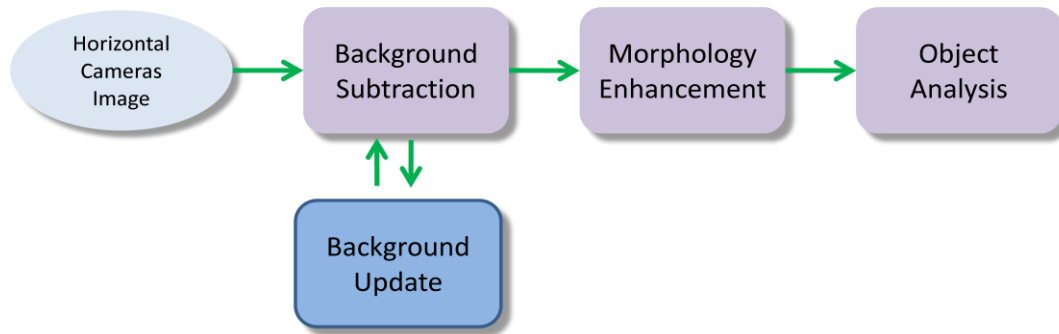 Horizontal
Cameras
Image
Background
Subtraction
Morphology
Enhancement
Object
Analysis
Background
Update